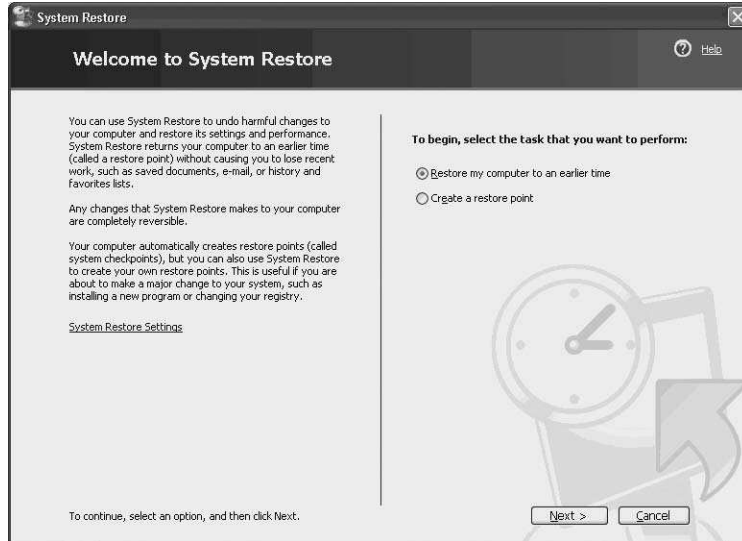 System Restore
Welcome to System Restore
Help
You can use System Restore to undo harmful changes to
your computer and restore its settings and performance.
System Restore returns your computer to an earlier time
(called a restore point) without causing you to lose recent
work, such as saved documents, e-mail, or history and
favorites lists.
Any changes that System Restore makes to your computer
are completely reversible.
Your computer automatically creates restore points (called
system checkpoints), but you can also use System Restore
to create your own restore points. This is useful if you are
about to make a major change to your system, such as
installing a new program or changing your registry.
System Restore Settings
To begin, select the task that you want to perform:
Restore my computer to an earlier time
Create a restore point
To continue, select an option, and then click Next.
Next >
Cancel